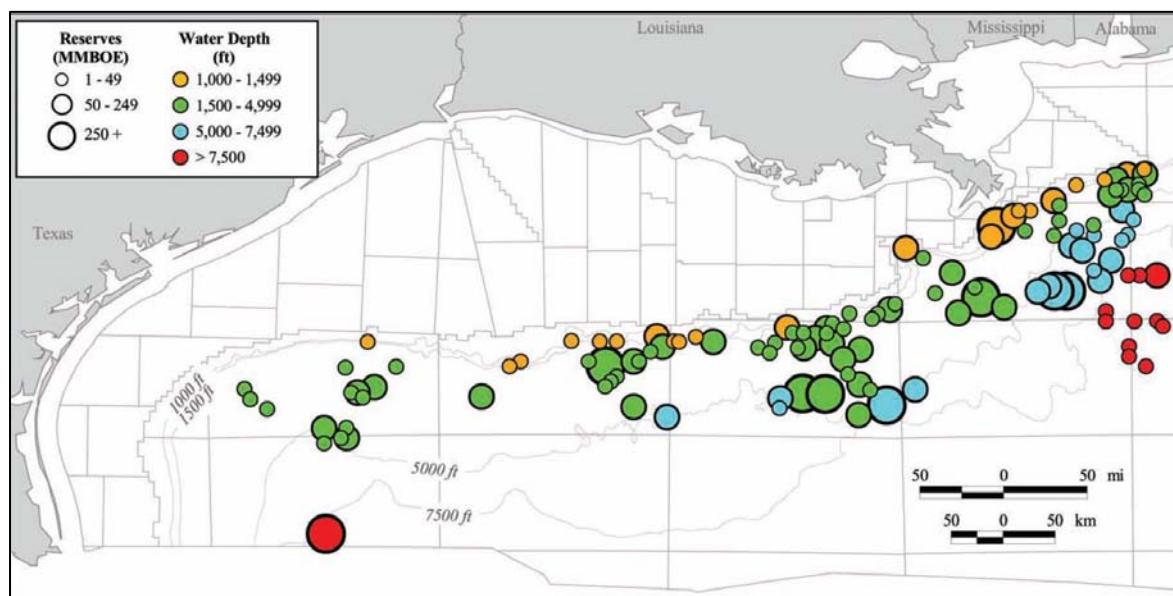 Louisiana
Mississippi
Alabama
Reserves
(MMBOE)
1 - 49
50 - 249
250 +
Water Depth
(ft)
1,000 - 1,499
1,500 - 4,999
5,000 - 7,499
> 7,500
Texas
1000 ft
1500 ft
5000 ft
7500 ft
50 0 50 mi
50 0 50 km